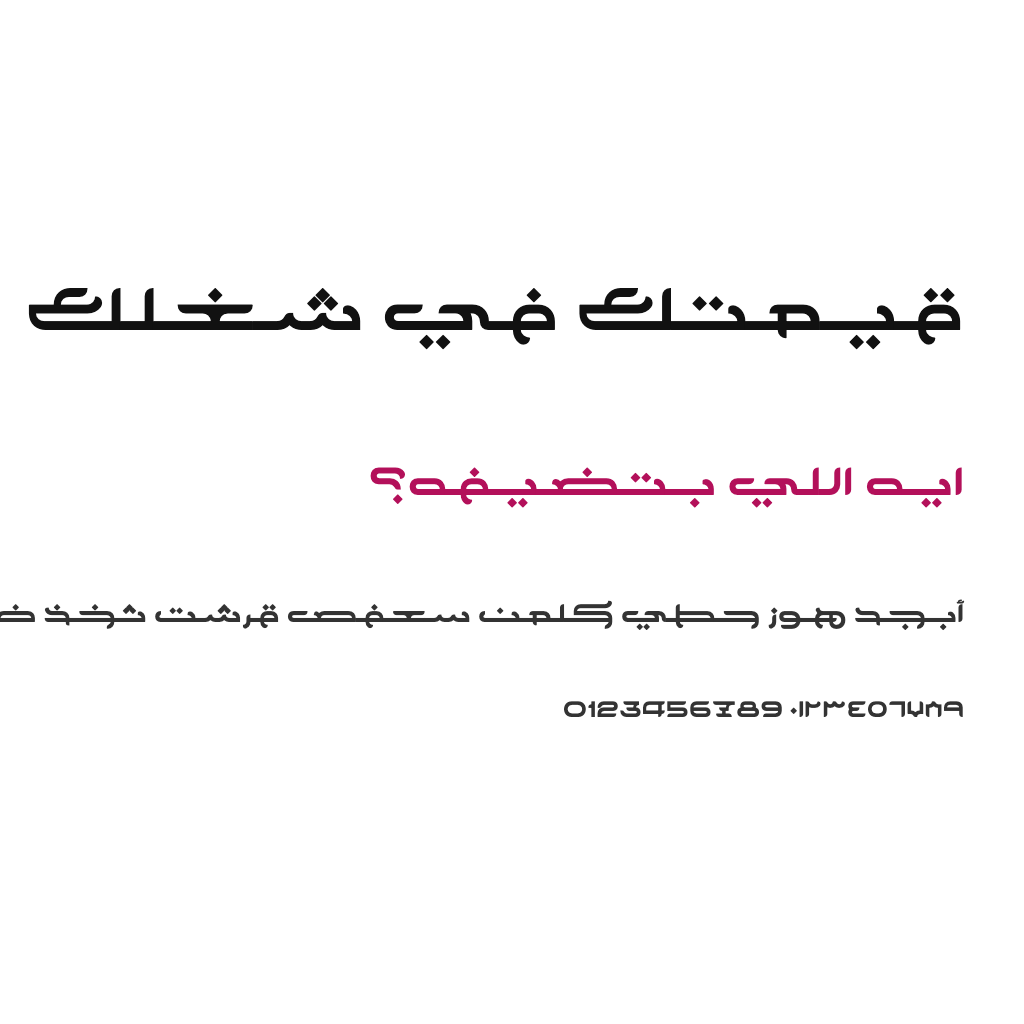 قيمتك في شغلك
ايه اللي بتضيفه؟
أبجد هوز حطي كلمن سعفص قرشت ثخذ
٠١٢٣٤٥٦٧٨٩ 0123456789